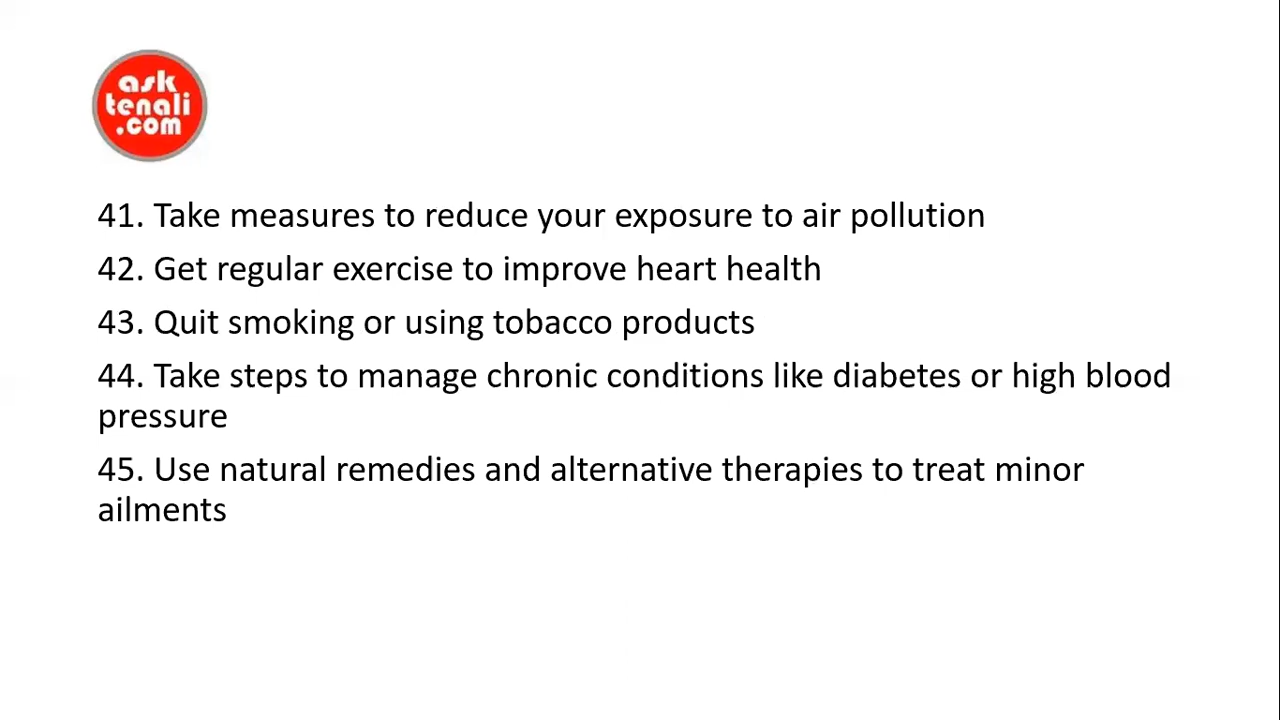 ask
tenali
.com
41. Take measures to reduce your exposure to air pollution
42. Get regular exercise to improve heart health
43. Quit smoking or using tobacco products
44. Take steps to manage chronic conditions like diabetes or high blood
pressure
45. Use natural remedies and alternative therapies to treat minor
ailments